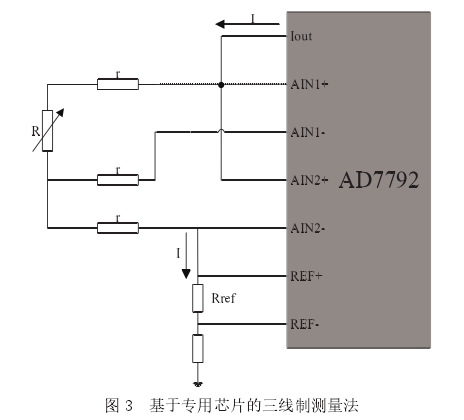 I
Iout
r
AIN1+
R
AIN1-
r
AIN2+
AD7792
r
AIN2-
I
REF+
Rref
REF-
图 3 基于专用芯片的三线制测量法